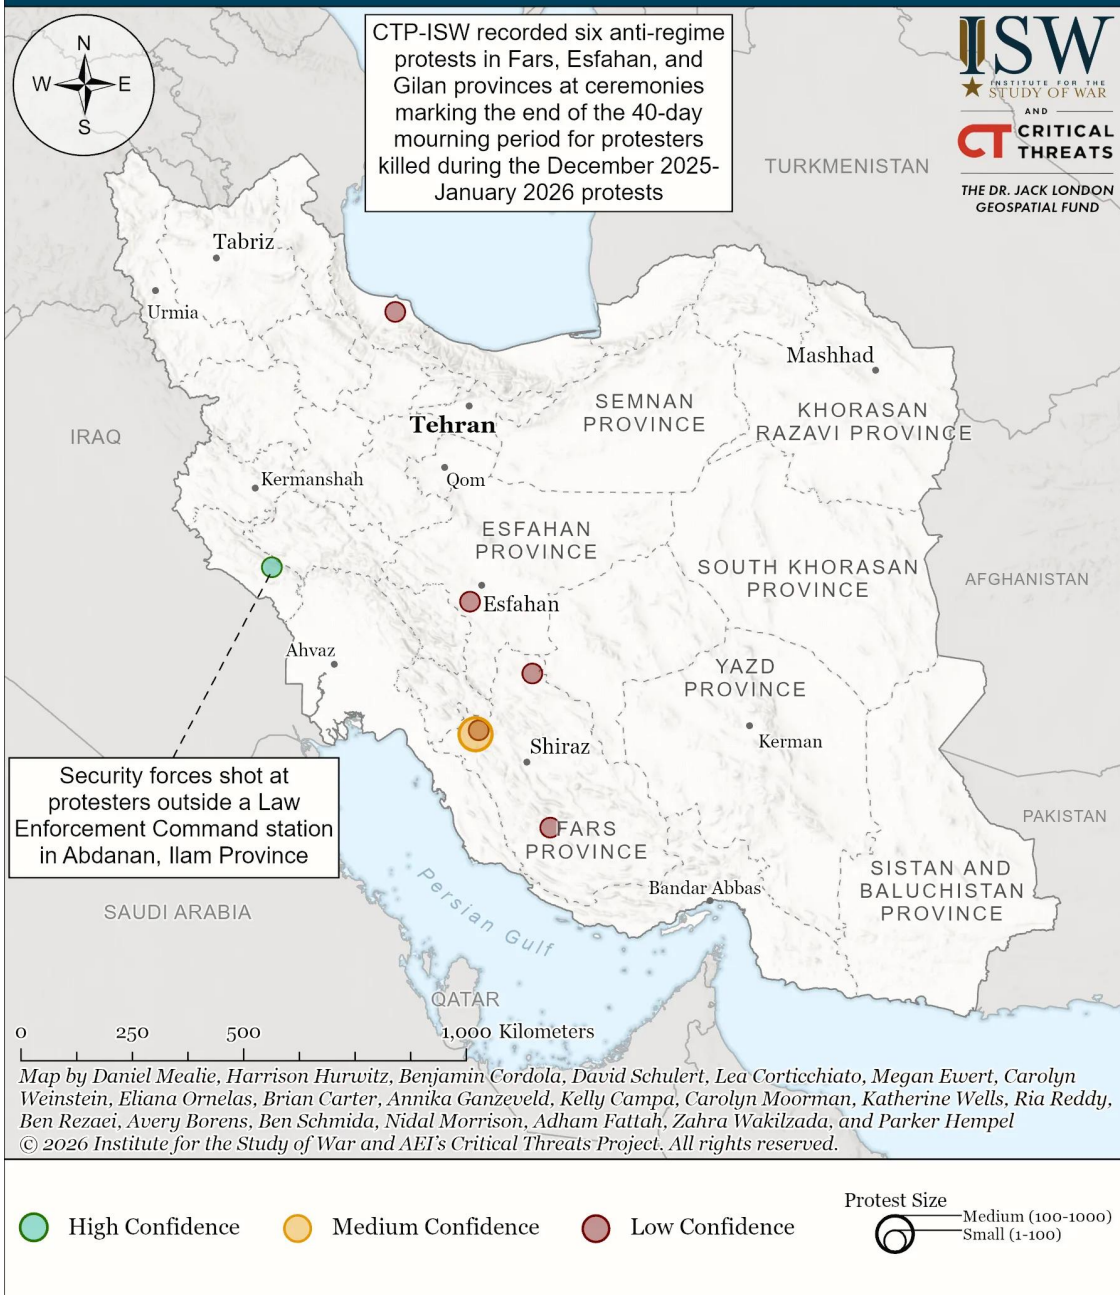 N
W
E
S
CTP-ISW recorded six anti-regime
protests in Fars, Esfahan, and
Gilan provinces at ceremonies
marking the end of the 40-day
mourning period for protesters
killed during the December 2025-
January 2026 protests
ISW
INSTITUTE FOR THE
STUDY OF WAR
AND
CT CRITICAL
THREATS
THE DR. JACK LONDON
GEOSPATIAL FUND
TURKMENISTAN
Tabriz
Urmia
Mashhad
SEMNAN
PROVINCE
KHORASAN
RAZAVI PROVINCE
Tehran
IRAQ
Kermanshah
Qom
ESFAHAN
PROVINCE
SOUTH KHORASAN
PROVINCE
AFGHANISTAN
Esfahan
Ahvaz
YAZD
PROVINCE
Shiraz
Kerman
Security forces shot at
protesters outside a Law
Enforcement Command station
in Abdanan, Ilam Province
FARS
PROVINCE
PAKISTAN
SISTAN AND
BALUCHISTAN
PROVINCE
Bandar Abbas
SAUDI ARABIA
Persian Gulf
QATAR
0 250 500 1,000 Kilometers
Map by Daniel Mealie, Harrison Hurwitz, Benjamin Cordola, David Schulert, Lea Corticchiato, Megan Ewert, Carolyn
Weinstein, Eliana Ornelas, Brian Carter, Annika Ganzeveld, Kelly Campa, Carolyn Moorman, Katherine Wells, Ria Reddy,
Ben Rezaei, Avery Borens, Ben Schmida, Nidal Morrison, Adham Fattah, Zahra Wakilzada, and Parker Hempel
© 2026 Institute for the Study of War and AEI's Critical Threats Project. All rights reserved.
High Confidence
Medium Confidence
Low Confidence
Protest Size
Medium (100-1000)
Small (1-100)